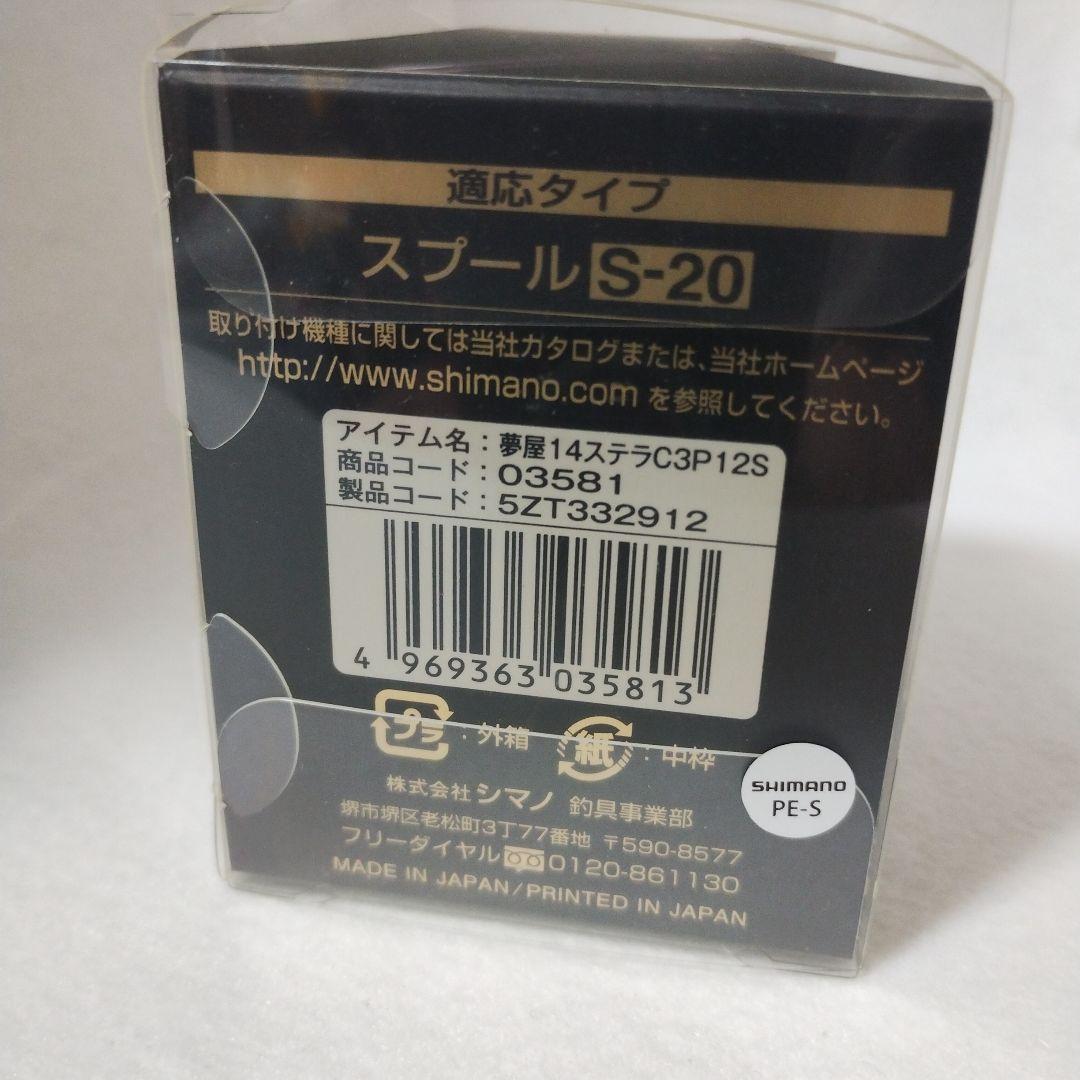 適応タイプ
スプール S-20
取り付け機種に関しては当社カタログまたは、当社ホームページ
http://www.shimano.com を参照してください。
アイテム名:夢屋14ステラC3P12S
商品コード:03581
製品コード:5ZT332912
4 969363 035813
プラ:外箱 紙:中枠
株式会社シマノ 釣具事業部
堺市堺区老松町3丁77番地 〒590-8577
フリーダイヤル 0120-861130
MADE IN JAPAN/PRINTED IN JAPAN
SHIMANO
PE-S